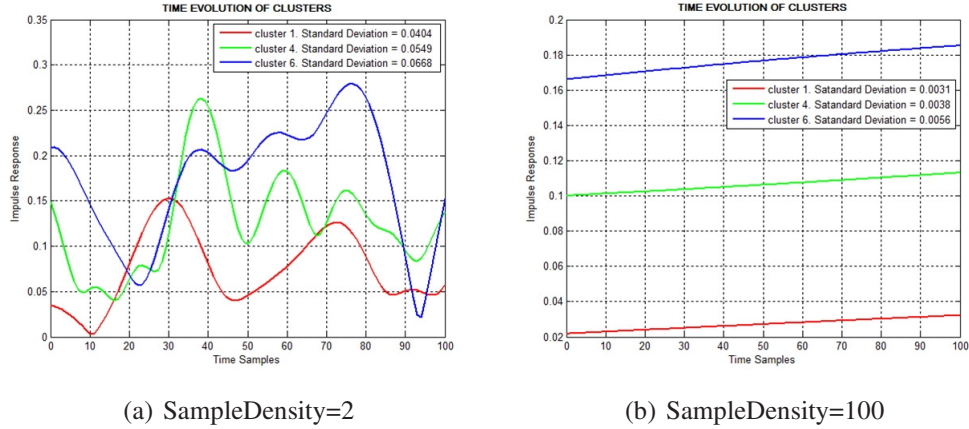 TIME EVOLUTION OF CLUSTERS
0.35
0.3
0.25
0.2
0.15
0.1
0.05
0
Impulse Response
cluster 1. Standard Deviation = 0.0404
cluster 4. Standard Deviation = 0.0549
cluster 6. Standard Deviation = 0.0668
0 10 20 30 40 50 60 70 80 90 100
Time Samples
(a) SampleDensity=2
TIME EVOLUTION OF CLUSTERS
0.2
0.18
0.16
0.14
0.12
0.1
0.08
0.06
0.04
0.02
Impulse Response
cluster 1. Satandard Deviation = 0.0031
cluster 4. Satandard Deviation = 0.0038
cluster 6. Satandard Deviation = 0.0056
0 10 20 30 40 50 60 70 80 90 100
Time Samples
(b) SampleDensity=100